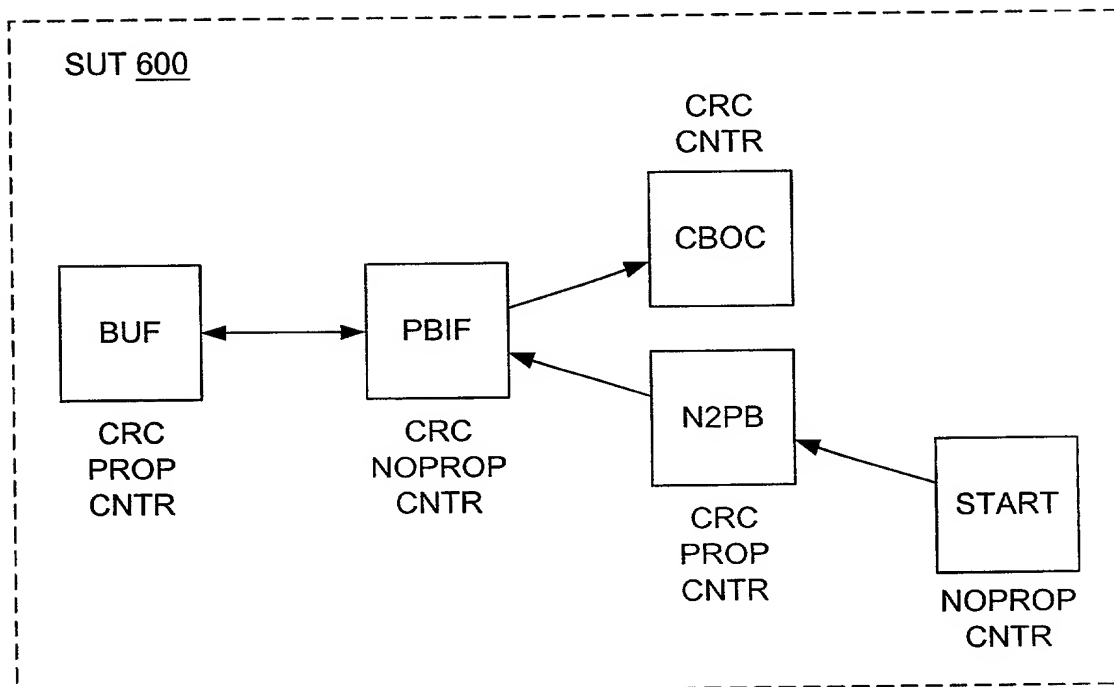 SUT 600
CRC
CNTR
CBOC
BUF
CRC
PROP
CNTR
PBIF
CRC
NOPROP
CNTR
N2PB
CRC
PROP
CNTR
START
NOPROP
CNTR